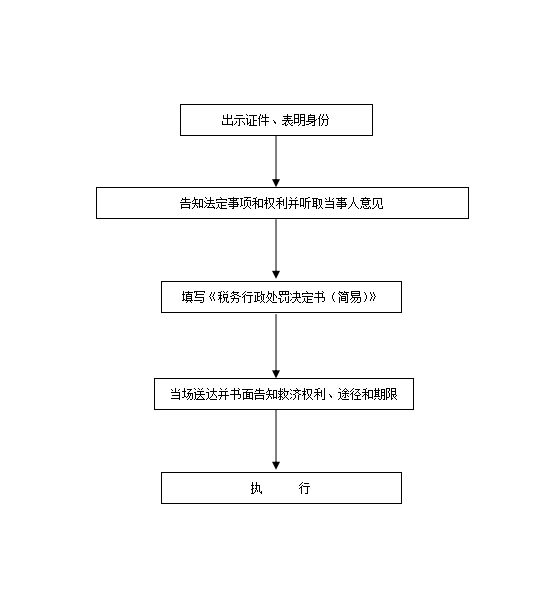 出示证件、表明身份
告知法定事项和权利并听取当事人意见
填写《税务行政处罚决定书（简易）》
当场送达并书面告知救济权利、途径和期限
执 行